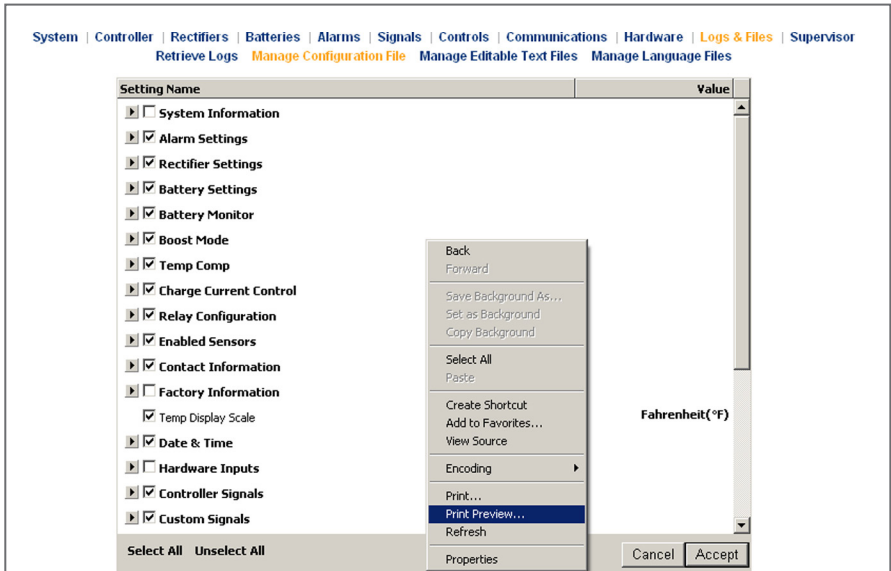 System | Controller | Rectifiers | Batteries | Alarms | Signals | Controls | Communications | Hardware | Logs & Files | Supervisor
Retrieve Logs Manage Configuration File Manage Editable Text Files Manage Language Files
Setting Name Value
System Information
Alarm Settings
Rectifier Settings
Battery Settings
Battery Monitor
Boost Mode
Temp Comp
Charge Current Control
Relay Configuration
Enabled Sensors
Contact Information
Factory Information
Temp Display Scale Fahrenheit(°F)
Date & Time
Hardware Inputs
Controller Signals
Custom Signals
Back
Forward
Save Background As...
Set as Background
Copy Background
Select All
Paste
Create Shortcut
Add to Favorites...
View Source
Encoding
Print...
Print Preview...
Refresh
Properties
Select All Unselect All
Cancel Accept